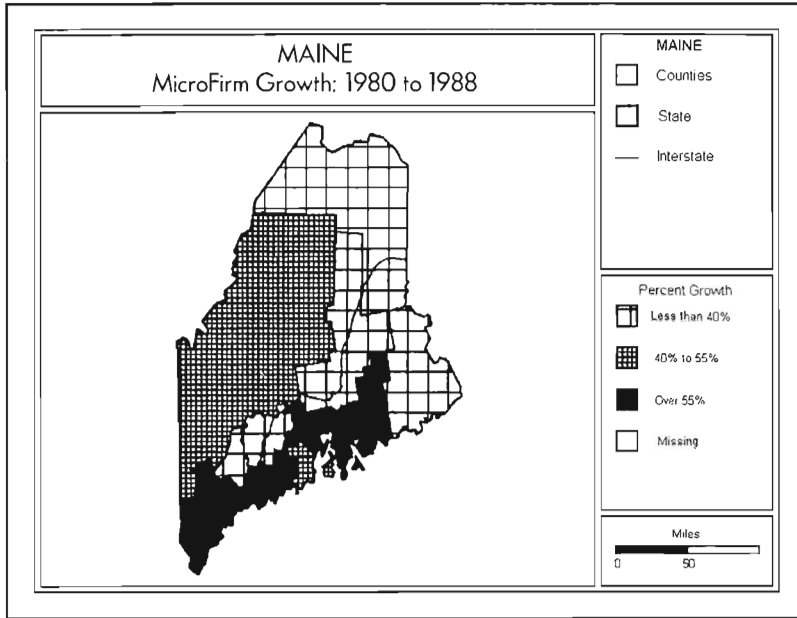 MAINE
MicroFirm Growth: 1980 to 1988
MAINE
Counties
State
Interstate
Percent Growth
Less than 40%
40% to 55%
Over 55%
Missing
Miles
0 50